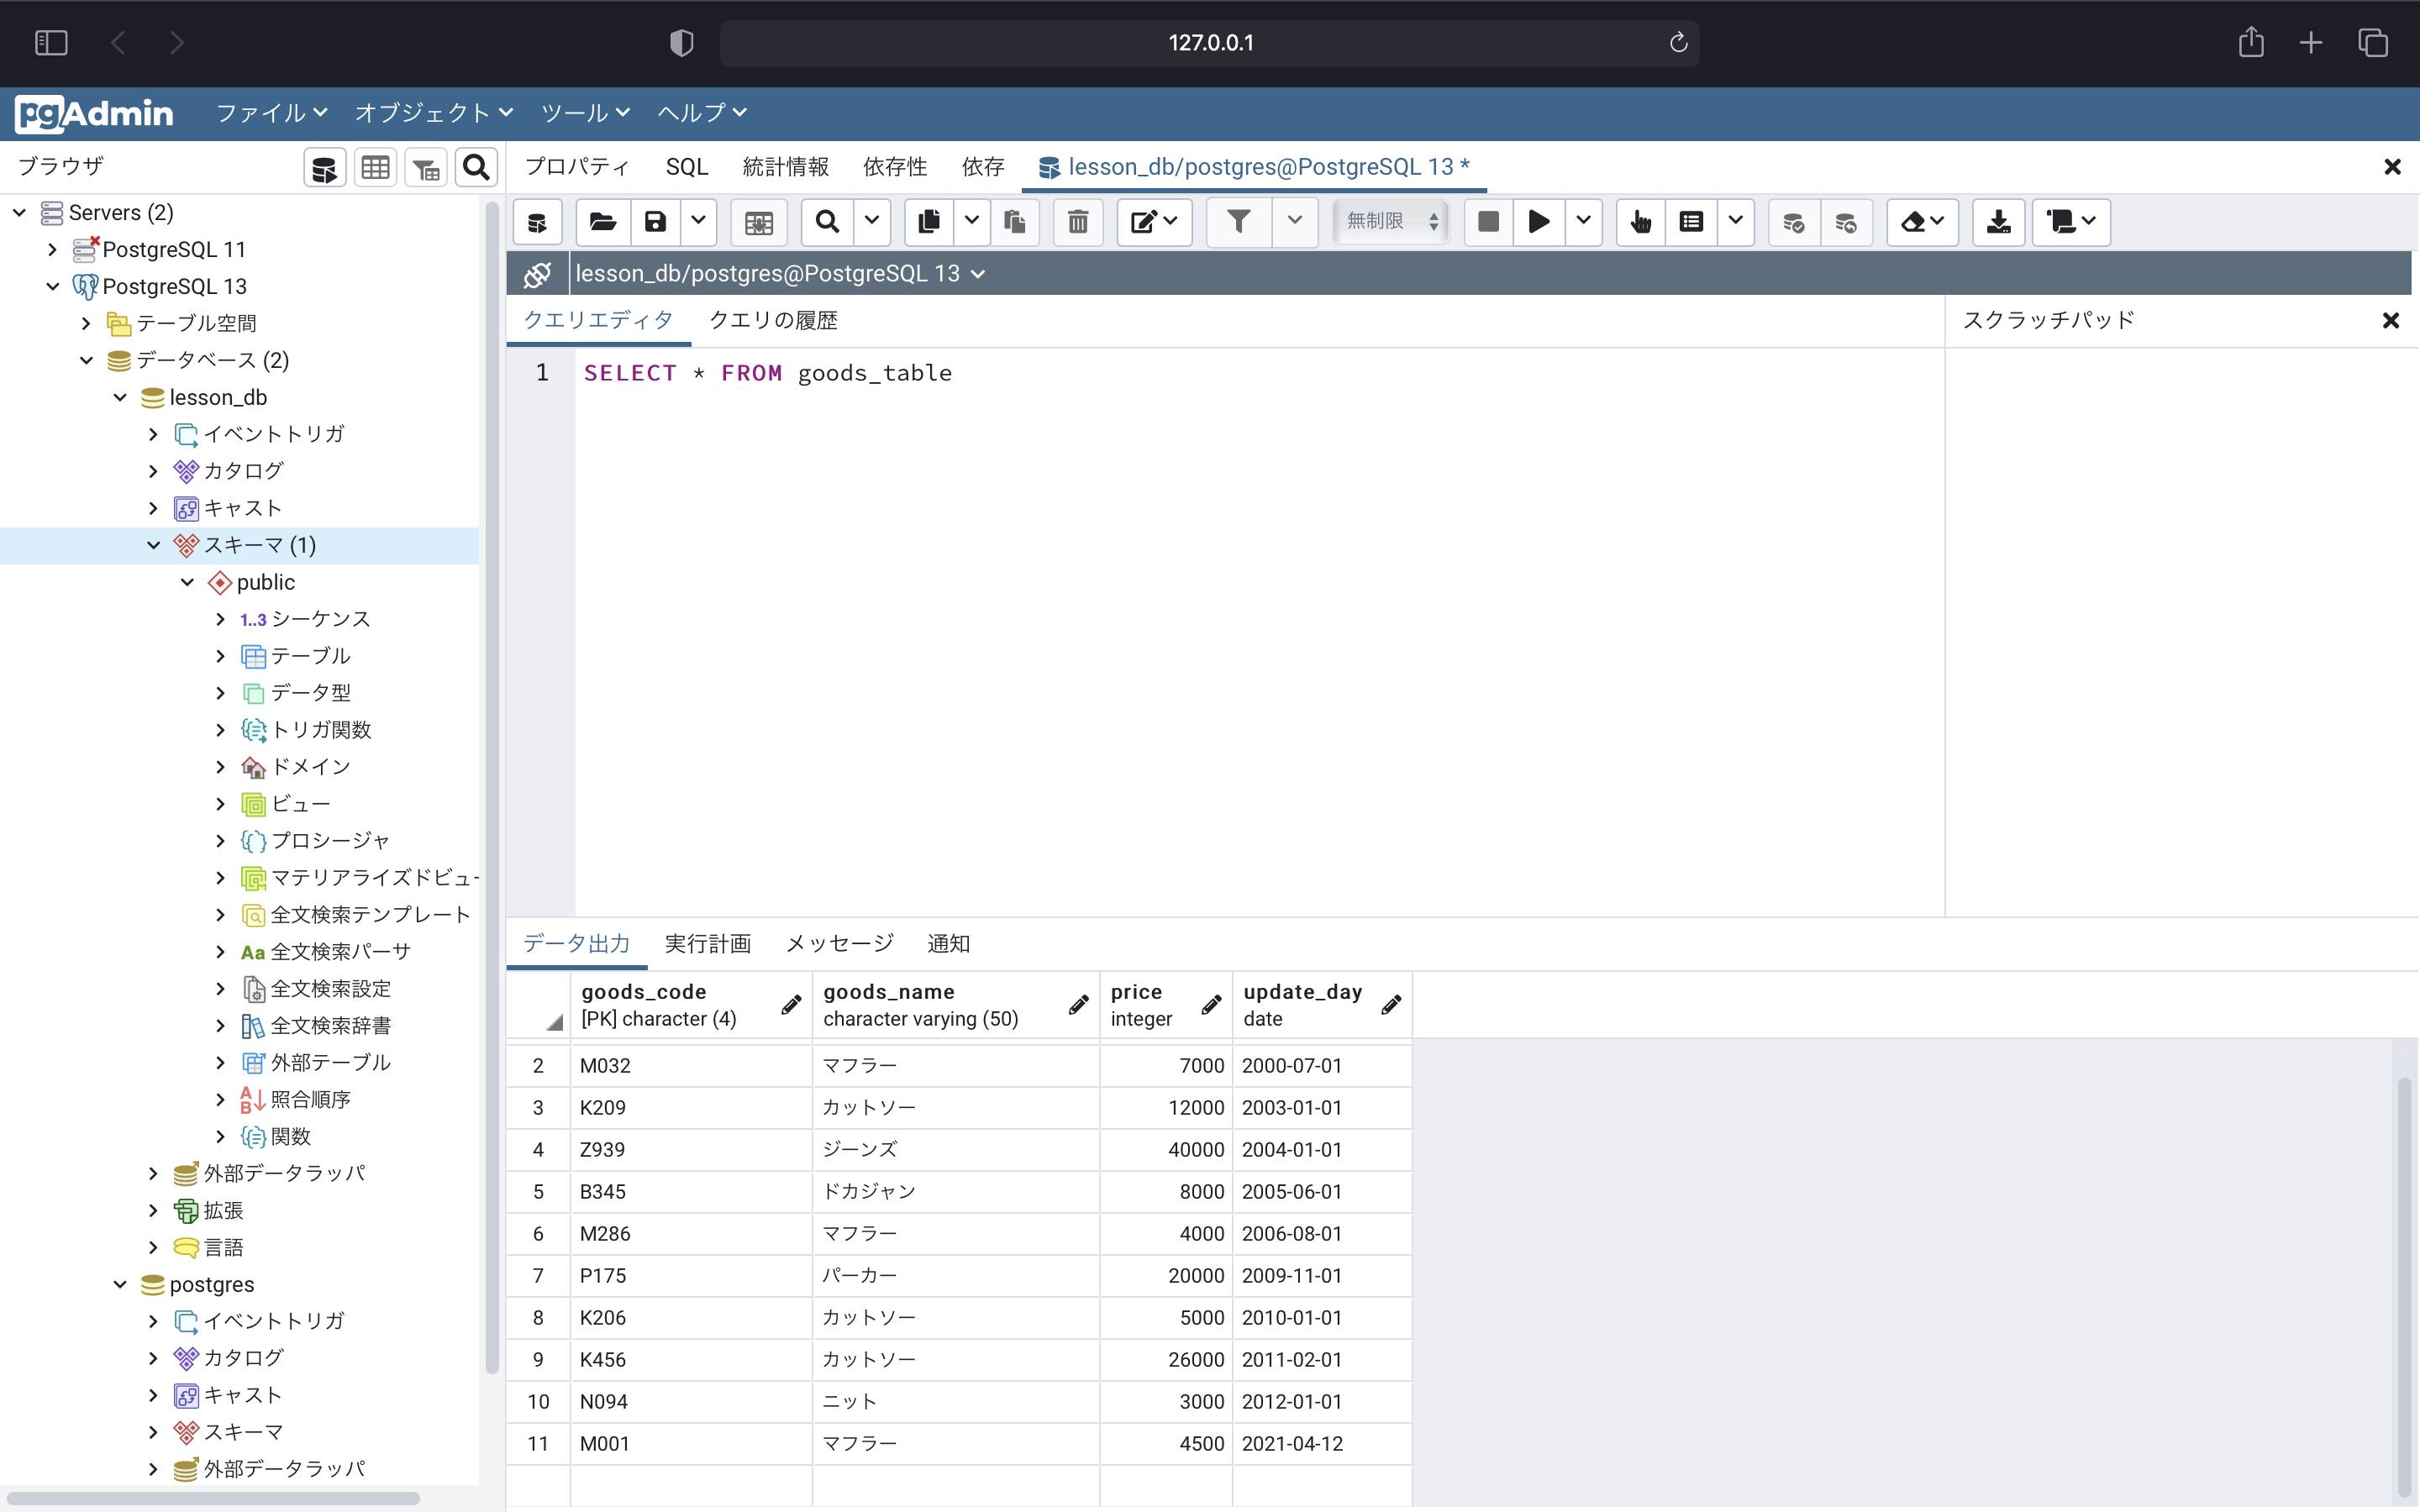 127.0.0.1
pgAdmin ファイル オブジェクト ツール ヘルプ
ブラウザ
プロパティ SQL 統計情報 依存性 依存 lesson_db/postgres@PostgreSQL 13 *
無制限
lesson_db/postgres@PostgreSQL 13
クエリエディタ クエリの履歴
スクラッチパッド
1 SELECT * FROM goods_table
Servers (2)
PostgreSQL 11
PostgreSQL 13
テーブル空間
データベース (2)
lesson_db
イベントトリガ
カタログ
キャスト
スキーマ (1)
public
1..3 シーケンス
テーブル
データ型
トリガ関数
ドメイン
ビュー
プロシージャ
マテリアライズドビュー
全文検索テンプレート
Aa 全文検索パーサ
全文検索設定
全文検索辞書
外部テーブル
照合順序
関数
外部データラッパ
拡張
言語
postgres
イベントトリガ
カタログ
キャスト
スキーマ
外部データラッパ
データ出力 実行計画 メッセージ 通知
goods_code goods_name price update_day
[PK] character (4) character varying (50) integer date
2 M032 マフラー 7000 2000-07-01
3 K209 カットソー 12000 2003-01-01
4 Z939 ジーンズ 40000 2004-01-01
5 B345 ドカジャン 8000 2005-06-01
6 M286 マフラー 4000 2006-08-01
7 P175 パーカー 20000 2009-11-01
8 K206 カットソー 5000 2010-01-01
9 K456 カットソー 26000 2011-02-01
10 N094 ニット 3000 2012-01-01
11 M001 マフラー 4500 2021-04-12